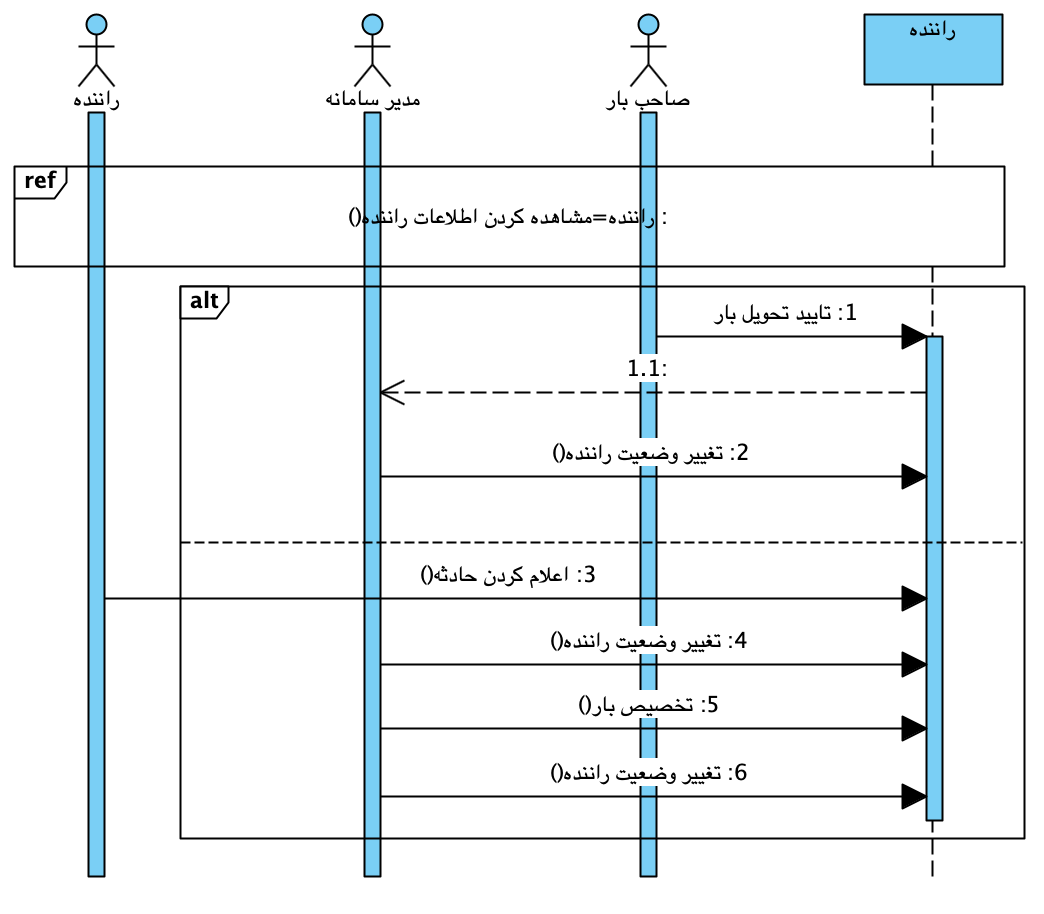 راننده
مدیر سامانه
صاحب بار
راننده
ref
: راننده=مشاهده کردن اطلاعات راننده()
alt
1: تایید تحویل بار
1.1:
2: تغییر وضعیت راننده()
3: اعلام کردن حادثه()
4: تغییر وضعیت راننده()
5: تخصیص بار()
6: تغییر وضعیت راننده()